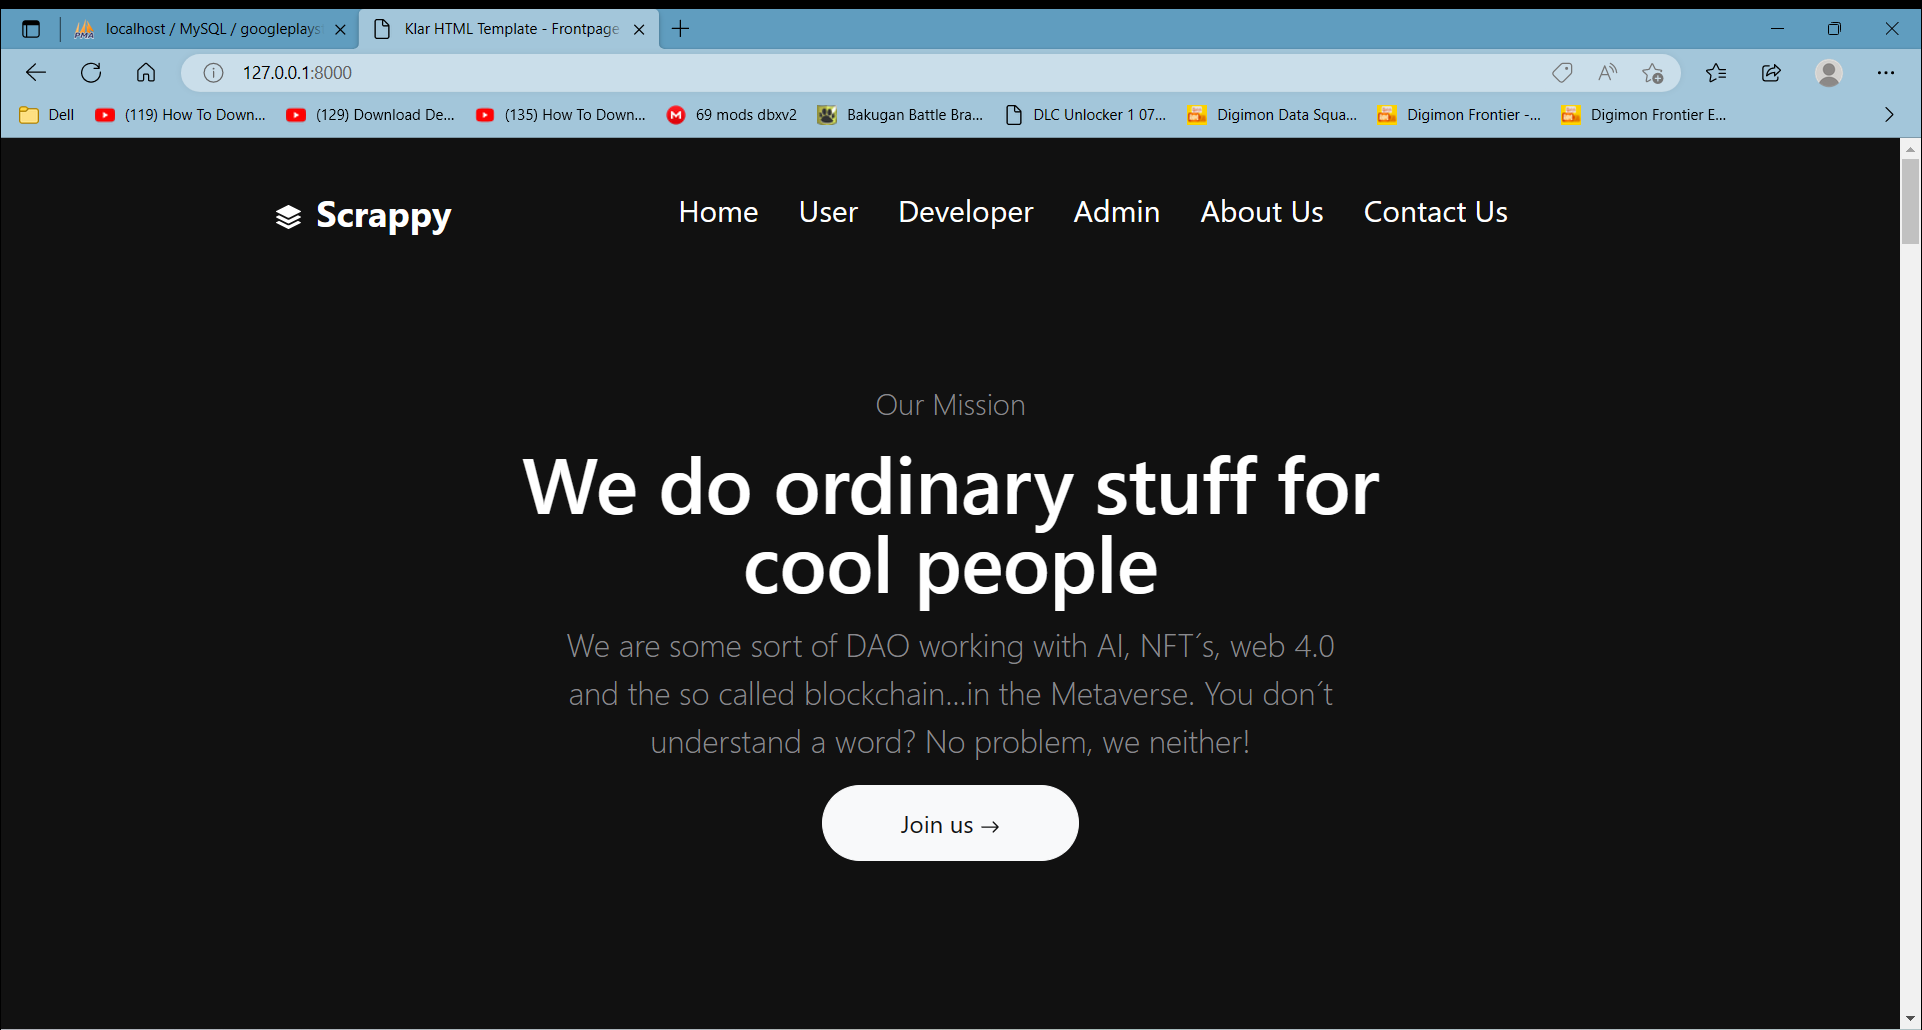 localhost / MySQL / googleplayst
Klar HTML Template - Frontpage
127.0.0.1:8000
Dell
(119) How To Down...
(129) Download De...
(135) How To Down...
69 mods dbxv2
Bakugan Battle Bra...
DLC Unlocker 1 07...
Digimon Data Squa...
Digimon Frontier -...
Digimon Frontier E...
Scrappy
Home
User
Developer
Admin
About Us
Contact Us
Our Mission
We do ordinary stuff for
cool people
We are some sort of DAO working with AI, NFT´s, web 4.0
and the so called blockchain...in the Metaverse. You don´t
understand a word? No problem, we neither!
Join us →